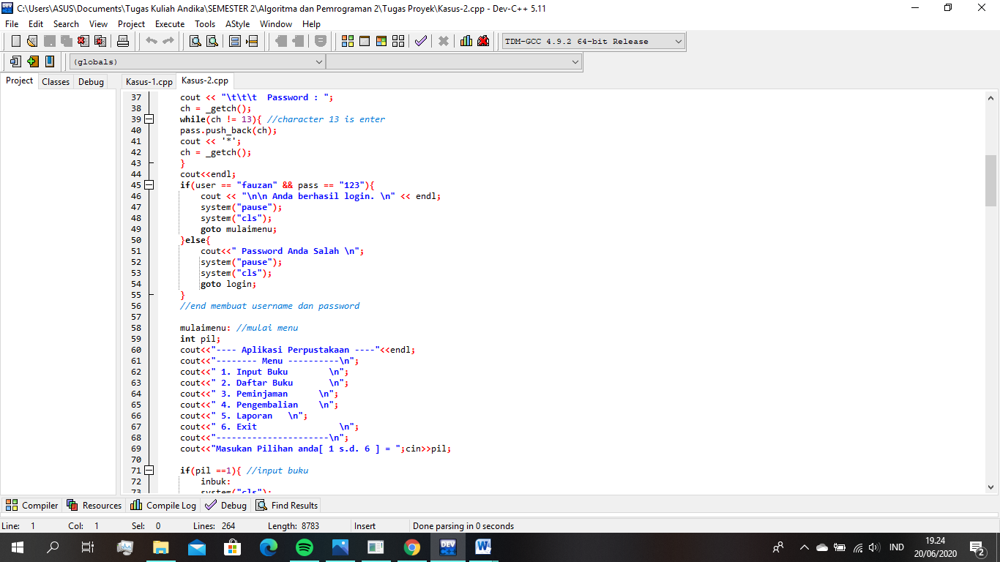 C:\Users\ASUS\Documents\Tugas Kuliah Andika\SEMESTER 2\Algoritma dan Pemrograman 2\Tugas Proyek\Kasus-2.cpp - Dev-C++ 5.11
File Edit Search View Project Execute Tools AStyle Window Help
TDM-GCC 4.9.2 64-bit Release
(globals)
Project Classes Debug Kasus-1.cpp Kasus-2.cpp
37 cout << "\t\t\t  Password : ";
38 ch = _getch();
39 while(ch != 13){ //character 13 is enter
40 pass.push_back(ch);
41 cout << '*';
42 ch = _getch();
43 }
44 cout<<endl;
45 if(user == "fauzan" && pass == "123"){
46 cout << "\n\n Anda berhasil login. \n" << endl;
47 system("pause");
48 system("cls");
49 goto mulaimenu;
50 }else{
51 cout<<" Password Anda Salah \n";
52 system("pause");
53 system("cls");
54 goto login;
55 }
56 //end membuat username dan password
57
58 mulaimenu: //mulai menu
59 int pil;
60 cout<<"---- Aplikasi Perpustakaan ----"<<endl;
61 cout<<"-------- Menu ----------\n";
62 cout<<" 1. Input Buku        \n";
63 cout<<" 2. Daftar Buku       \n";
64 cout<<" 3. Peminjaman      \n";
65 cout<<" 4. Pengembalian    \n";
66 cout<<" 5. Laporan   \n";
67 cout<<" 6. Exit                \n";
68 cout<<"----------------------\n";
69 cout<<"Masukan Pilihan anda[ 1 s.d. 6 ] = ";cin>>pil;
70
71 if(pil ==1){ //input buku
72 inbuk:
73 system("cls");
Compiler Resources Compile Log Debug Find Results
Line: 1 Col: 1 Sel: 0 Lines: 264 Length: 8783 Insert Done parsing in 0 seconds
DEV
IND
19.24
20/06/2020
2